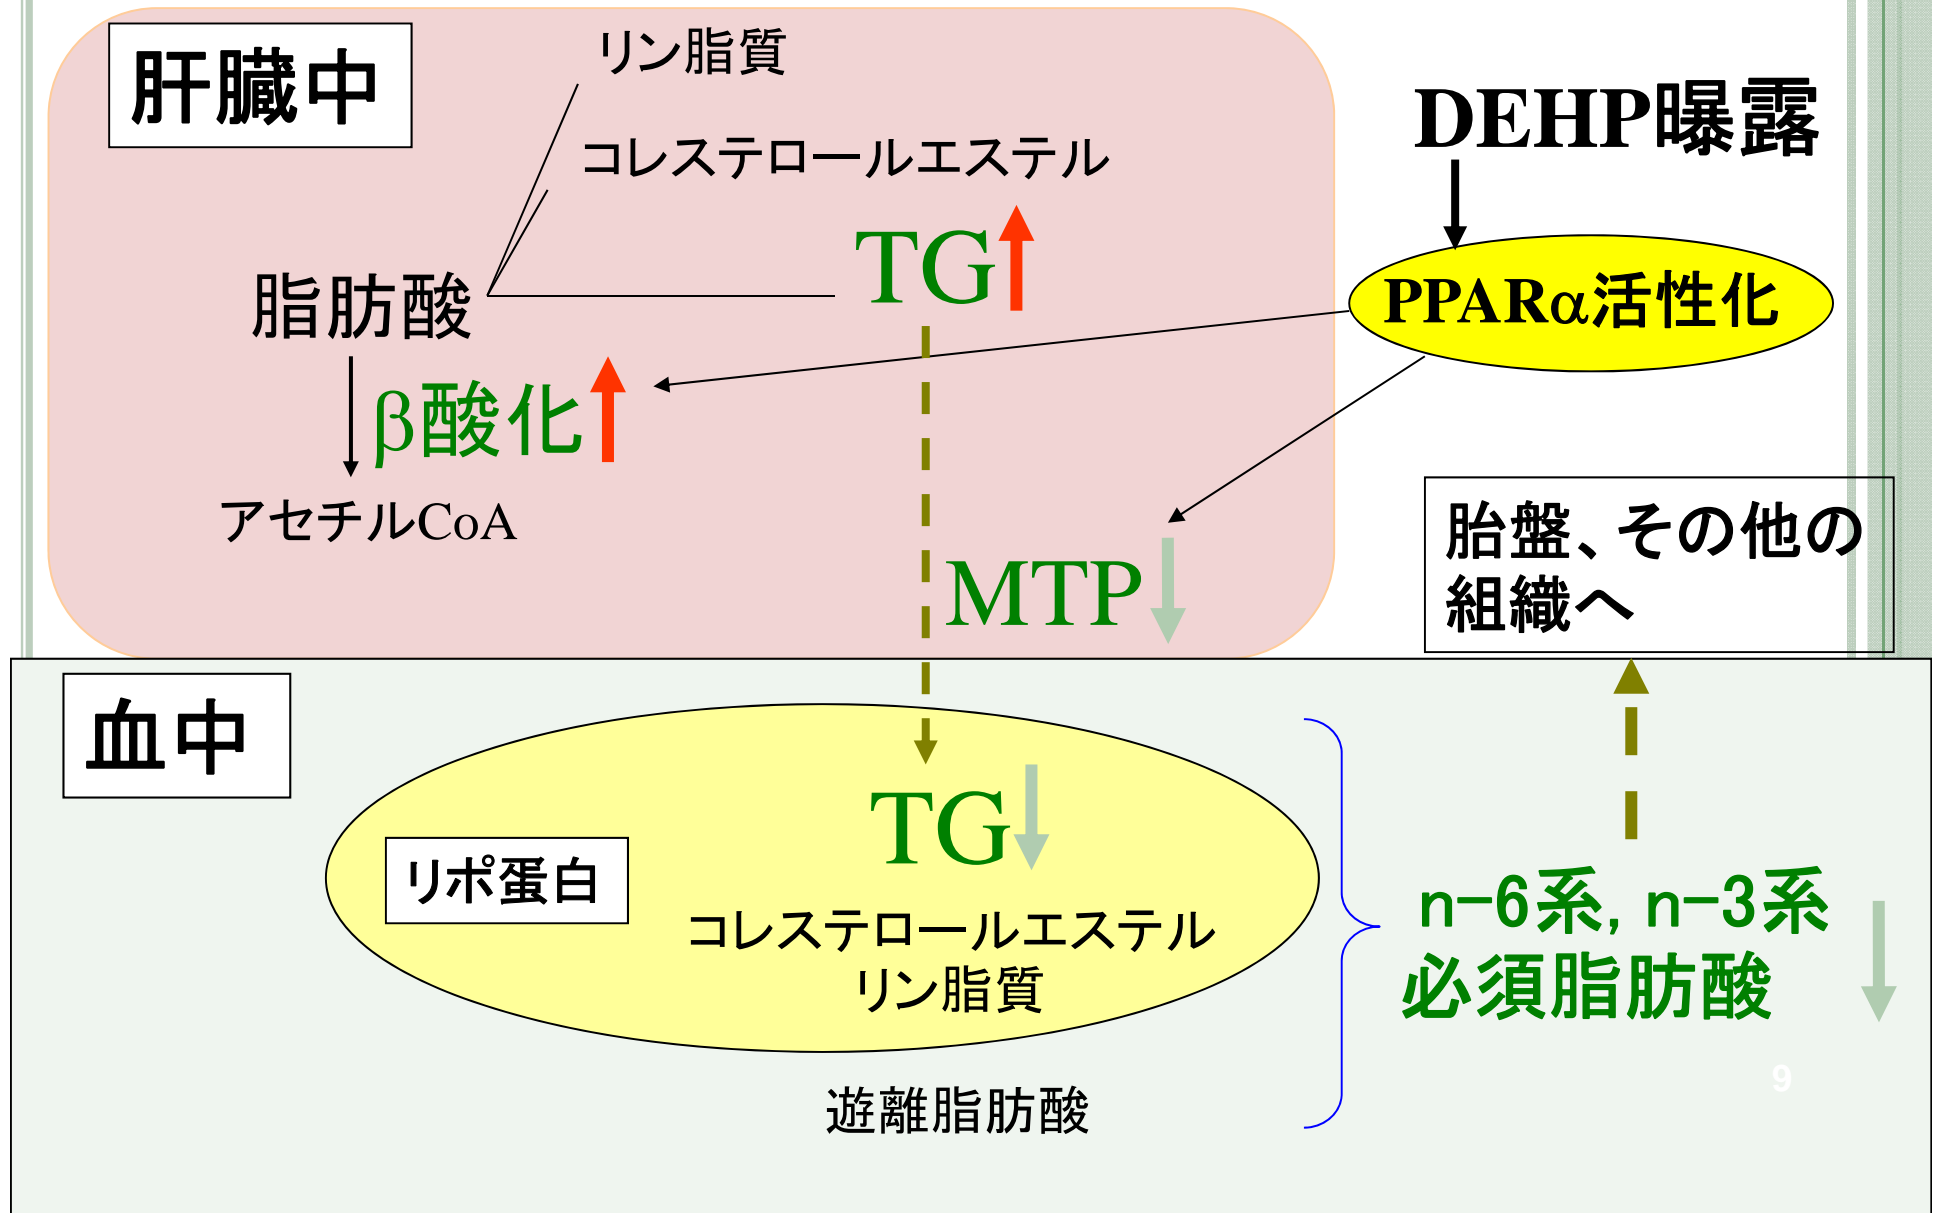 肝臓中
リン脂質
コレステロールエステル
DEHP曝露
TG
脂肪酸
PPARα活性化
β酸化
アセチルCoA
MTP
胎盤、その他の
組織へ
血中
TG
リポ蛋白
コレステロールエステル
リン脂質
n-6系, n-3系
必須脂肪酸
遊離脂肪酸
9